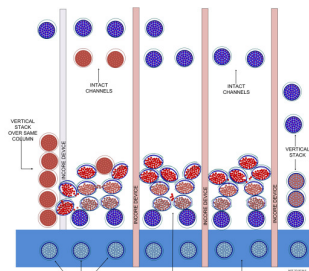 INTACT
CHANNELS
INTACT
CHANNELS
VERTICAL
STACK
OVER SAME
COLUMN
VERTICAL
STACK
INCORE DEVICE
INCORE DEVICE
INCORE DEVICE
INCORE DEVICE